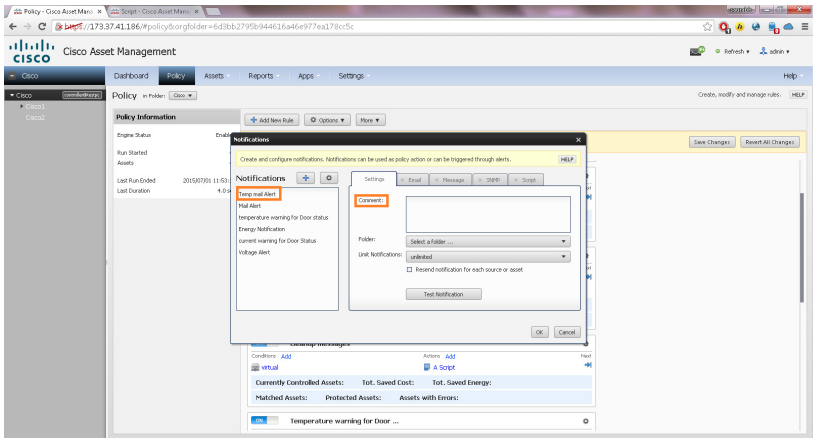 Policy - Cisco Asset Mana
Script - Cisco Asset Mana
https://173.37.41.186/#policy&orgfolder=6d3bb2795b944616a46e977ea178cc5c
CISCO
Cisco Asset Management
Refresh
admin
Cisco
Dashboard
Policy
Assets
Reports
Apps
Settings
Help
Cisco
Cisco1
Cisco2
Policy
in Folder:
Cisco
Create, modify and manage rules.
HELP
Policy Information
Add New Rule
Options
More
Engine Status
Enable
Run Started
Assets
Last Run Ended
2015/07/01 11:53:
Last Duration
4.0 s
Save Changes
Revert All Changes
Notifications
Create and configure notifications. Notifications can be used as policy action or can be triggered through alerts.
HELP
Notifications
Temp mail Alert
Mail Alert
temperature warning for Door status
Energy Notification
current warning for Door Status
Voltage Alert
Settings
Email
Message
SNMP
Script
Comment:
Folder:
Select a folder ...
Limit Notifications:
unlimited
Resend notification for each source or asset
Test Notification
OK
Cancel
Cleanup messages
Conditions
Add
Actions
Add
Next
virtual
A Script
Currently Controlled Assets:
Tot. Saved Cost:
Tot. Saved Energy:
Matched Assets:
Protected Assets:
Assets with Errors:
ON
Temperature warning for Door ...